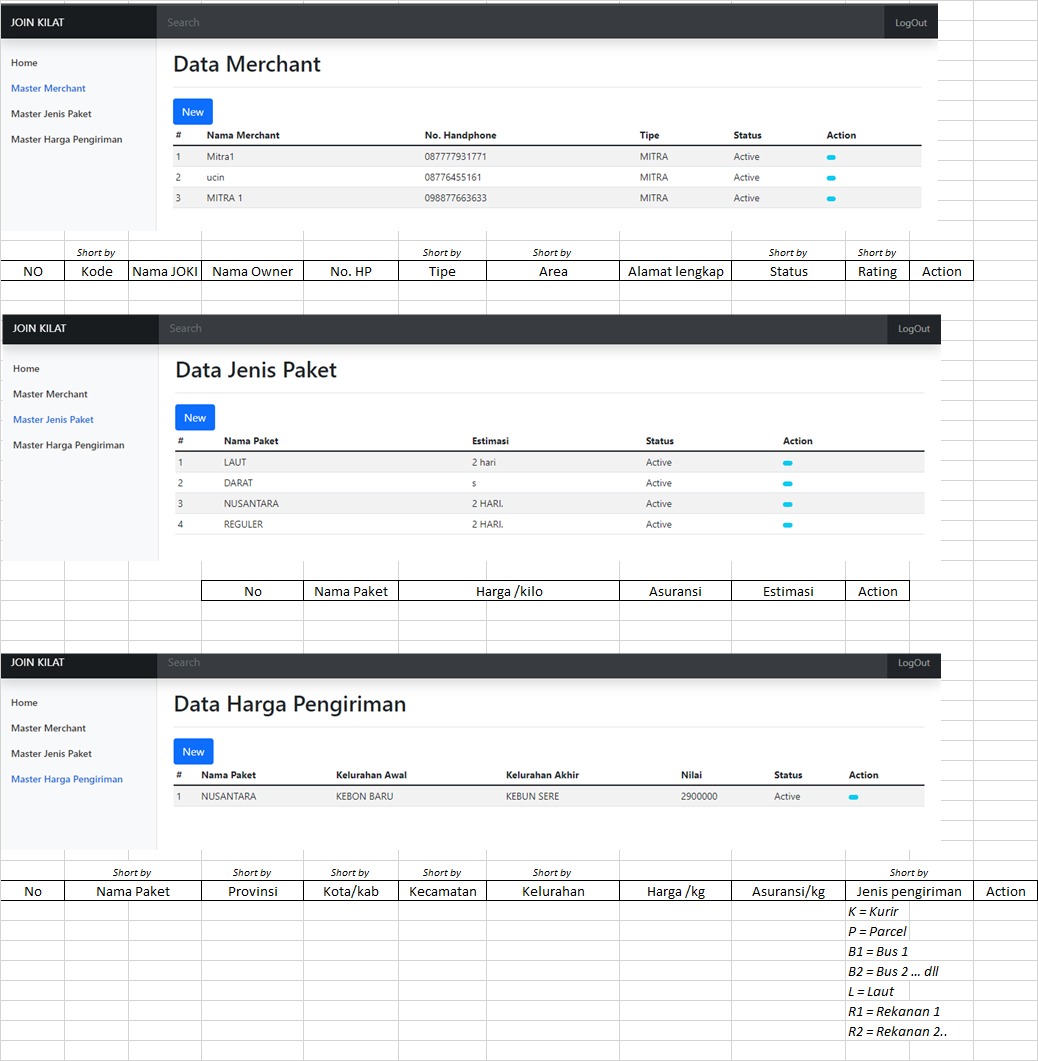 JOIN KILAT Search LogOut
Home
Master Merchant
Master Jenis Paket
Master Harga Pengiriman
Data Merchant
New
# Nama Merchant No. Handphone Tipe Status Action
1 Mitra1 087777931771 MITRA Active
2 ucin 08776455161 MITRA Active
3 MITRA 1 098877663633 MITRA Active
Short by Short by Short by Short by Short by
NO Kode Nama JOKI Nama Owner No. HP Tipe Area Alamat lengkap Status Rating Action
JOIN KILAT Search LogOut
Home
Master Merchant
Master Jenis Paket
Master Harga Pengiriman
Data Jenis Paket
New
# Nama Paket Estimasi Status Action
1 LAUT 2 hari Active
2 DARAT s Active
3 NUSANTARA 2 HARI. Active
4 REGULER 2 HARI. Active
No Nama Paket Harga /kilo Asuransi Estimasi Action
JOIN KILAT Search LogOut
Home
Master Merchant
Master Jenis Paket
Master Harga Pengiriman
Data Harga Pengiriman
New
# Nama Paket Kelurahan Awal Kelurahan Akhir Nilai Status Action
1 NUSANTARA KEBON BARU KEBUN SERE 2900000 Active
Short by Short by Short by Short by Short by Short by
No Nama Paket Provinsi Kota/kab Kecamatan Kelurahan Harga /kg Asuransi/kg Jenis pengiriman Action
K = Kurir
P = Parcel
B1 = Bus 1
B2 = Bus 2 ... dll
L = Laut
R1 = Rekanan 1
R2 = Rekanan 2..